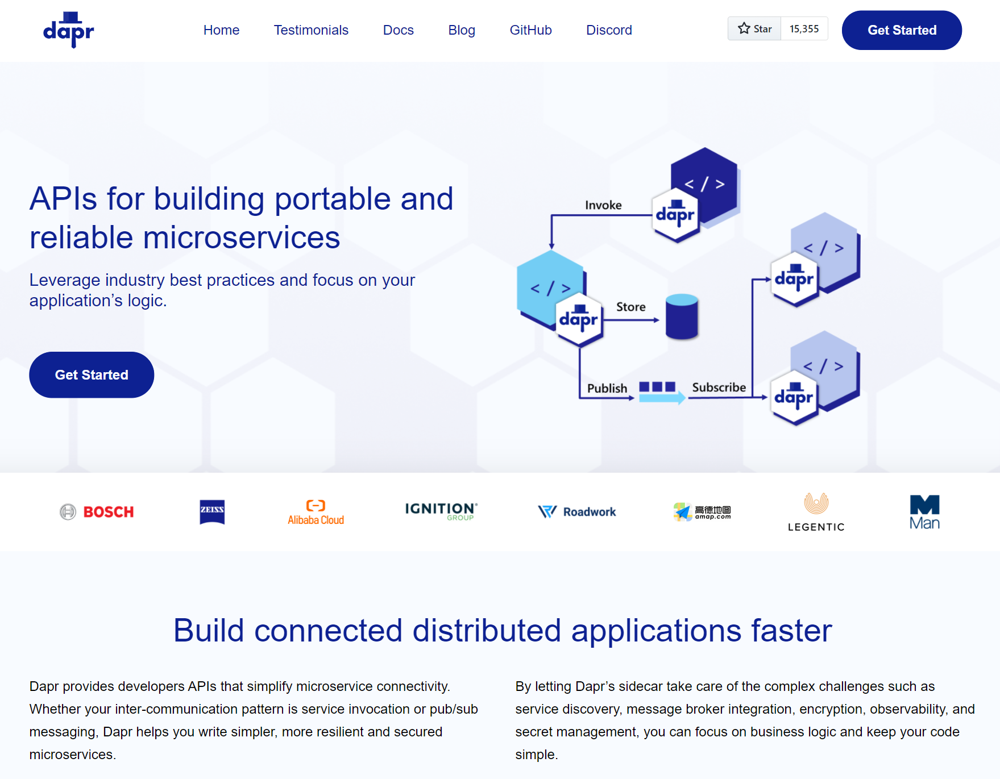 dapr
Home Testimonials Docs Blog GitHub Discord
Star 15,355
Get Started
APIs for building portable and
reliable microservices
Leverage industry best practices and focus on your
application’s logic.
Get Started
< / >
Invoke
dapr
< / >
dapr
< / >
Store
dapr
< / >
Publish
Subscribe
dapr
BOSCH
ZEISS
Alibaba Cloud
IGNITION®
GROUP
Roadwork
高德地图
amap.com
LEGENTIC
Man
Build connected distributed applications faster
Dapr provides developers APIs that simplify microservice connectivity.
Whether your inter-communication pattern is service invocation or pub/sub
messaging, Dapr helps you write simpler, more resilient and secured
microservices.
By letting Dapr’s sidecar take care of the complex challenges such as
service discovery, message broker integration, encryption, observability, and
secret management, you can focus on business logic and keep your code
simple.